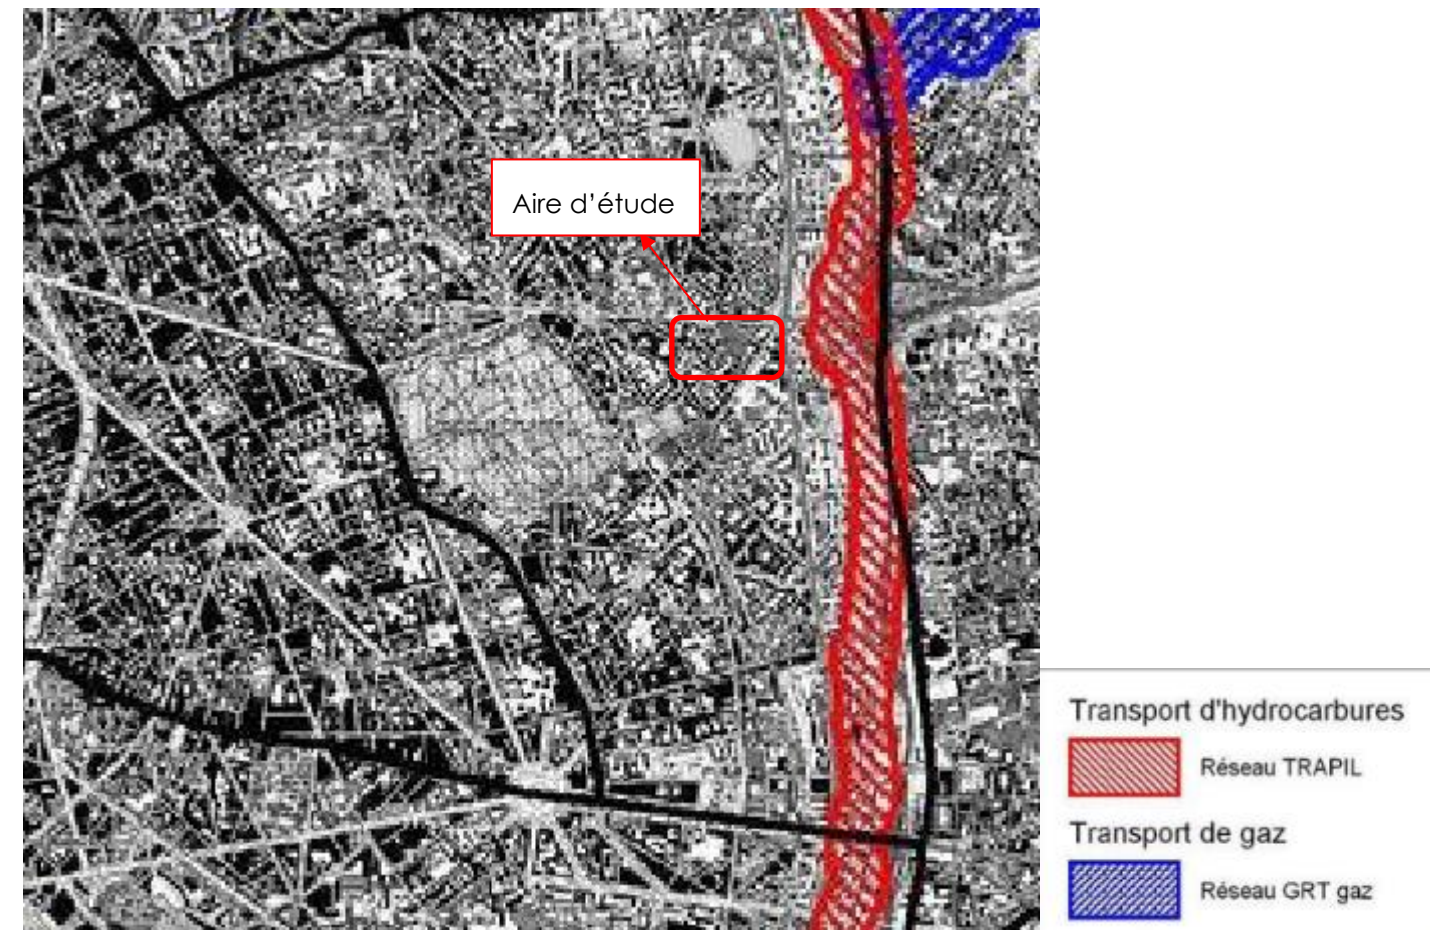 Aire d’étude
Transport d'hydrocarbures
Réseau TRAPIL
Transport de gaz
Réseau GRT gaz